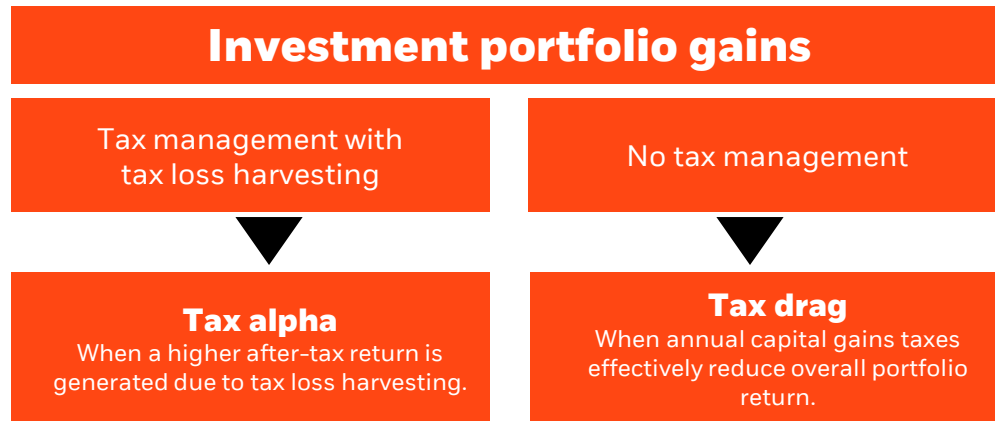 Investment portfolio gains
Tax management with
tax loss harvesting
No tax management
Tax alpha
When a higher after-tax return is
generated due to tax loss harvesting.
Tax drag
When annual capital gains taxes
effectively reduce overall portfolio
return.